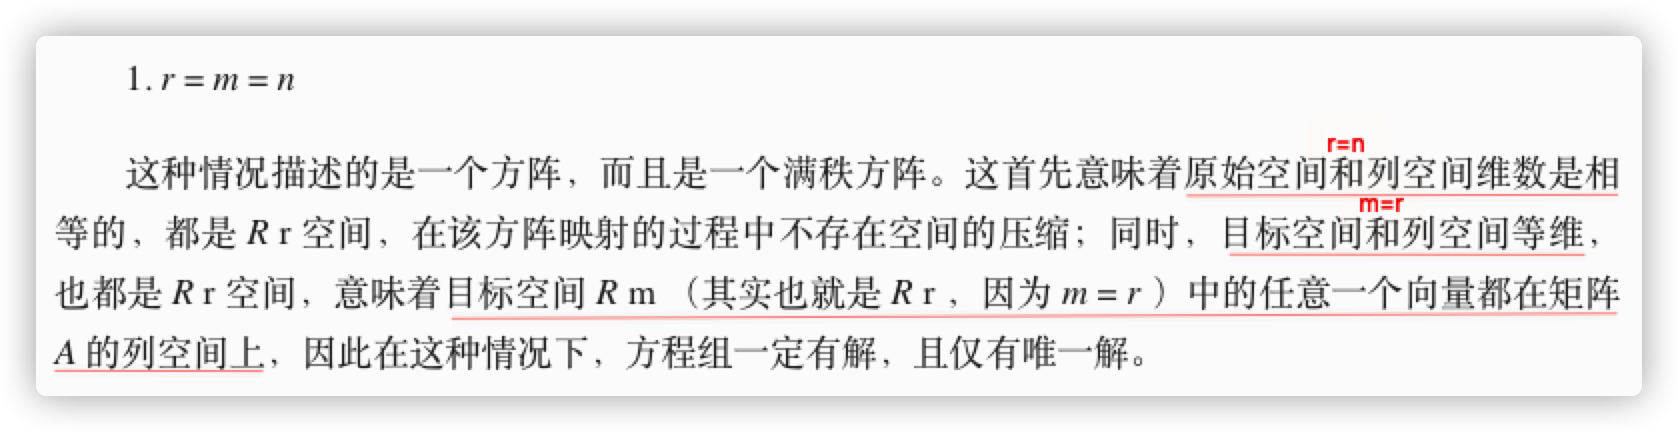 1. r = m = n
r=n
这种情况描述的是一个方阵，而且是一个满秩方阵。这首先意味着原始空间和列空间维数是相
m=r
等的，都是 R r 空间，在该方阵映射的过程中不存在空间的压缩；同时，目标空间和列空间等维，
也都是 R r 空间，意味着目标空间 R m （其实也就是 R r ，因为 m = r ）中的任意一个向量都在矩阵
A 的列空间上，因此在这种情况下，方程组一定有解，且仅有唯一解。